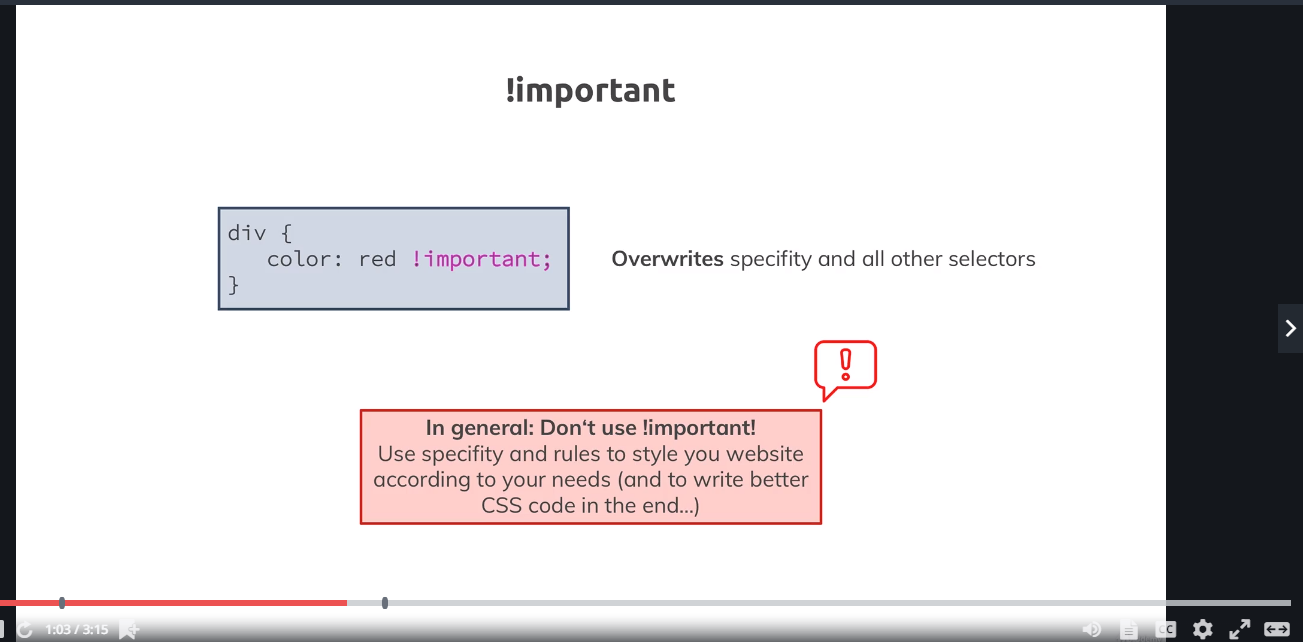 !important
div {
color: red !important;
}
Overwrites specifity and all other selectors
In general: Don‘t use !important!
Use specifity and rules to style you website
according to your needs (and to write better
CSS code in the end...)
1:03 / 3:15
CC